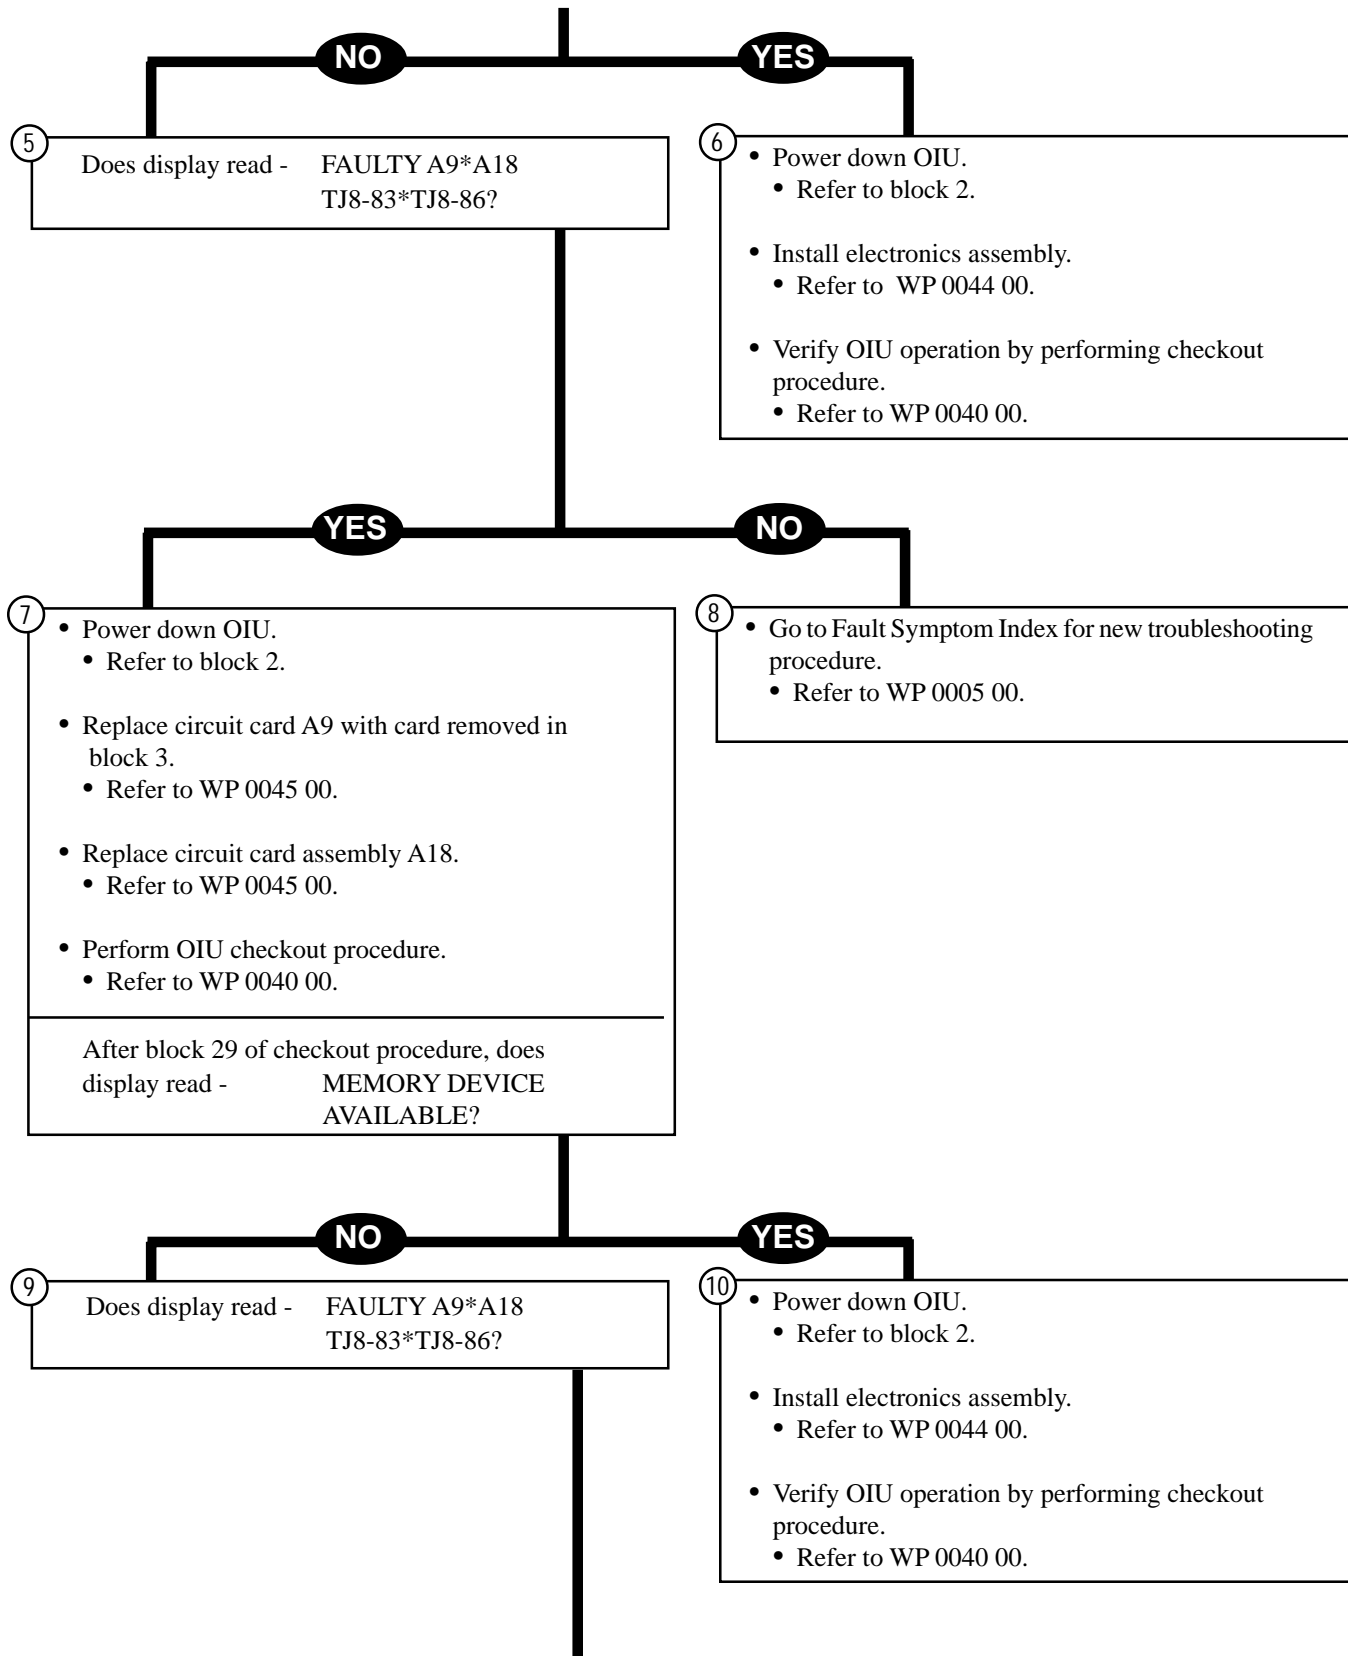 NO
YES
5
Does display read - FAULTY A9*A18
TJ8-83*TJ8-86?
6
• Power down OIU.
• Refer to block 2.
• Install electronics assembly.
• Refer to WP 0044 00.
• Verify OIU operation by performing checkout
procedure.
• Refer to WP 0040 00.
YES
NO
7
• Power down OIU.
• Refer to block 2.
• Replace circuit card A9 with card removed in
block 3.
• Refer to WP 0045 00.
• Replace circuit card assembly A18.
• Refer to WP 0045 00.
• Perform OIU checkout procedure.
• Refer to WP 0040 00.
After block 29 of checkout procedure, does
display read - MEMORY DEVICE
AVAILABLE?
8
• Go to Fault Symptom Index for new troubleshooting
procedure.
• Refer to WP 0005 00.
NO
YES
9
Does display read - FAULTY A9*A18
TJ8-83*TJ8-86?
10
• Power down OIU.
• Refer to block 2.
• Install electronics assembly.
• Refer to WP 0044 00.
• Verify OIU operation by performing checkout
procedure.
• Refer to WP 0040 00.